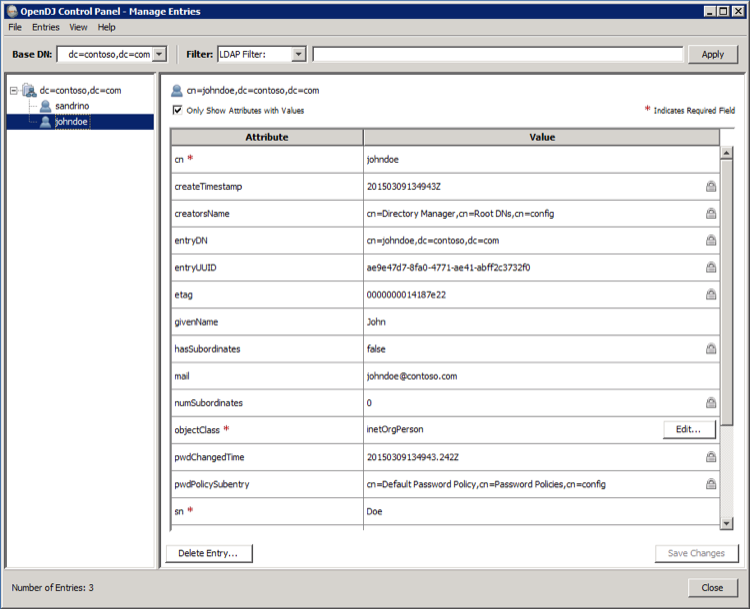 OpenDJ Control Panel - Manage Entries
File Entries View Help
Base DN: dc=contoso,dc=com Filter: LDAP Filter: Apply
dc=contoso,dc=com
sandrino
johndoe
cn=johndoe,dc=contoso,dc=com
Only Show Attributes with Values * Indicates Required Field
Attribute Value
cn * johndoe
createTimestamp 20150309134943Z
creatorsName cn=Directory Manager,cn=Root DNs,cn=config
entryDN cn=johndoe,dc=contoso,dc=com
entryUUID ae9e47d7-8fa0-4771-ae41-abff2c3732f0
etag 0000000014187e22
givenName John
hasSubordinates false
mail johndoe@contoso.com
numSubordinates 0
objectClass * inetOrgPerson Edit...
pwdChangedTime 20150309134943.242Z
pwdPolicySubentry cn=Default Password Policy,cn=Password Policies,cn=config
sn * Doe
Delete Entry... Save Changes
Number of Entries: 3 Close